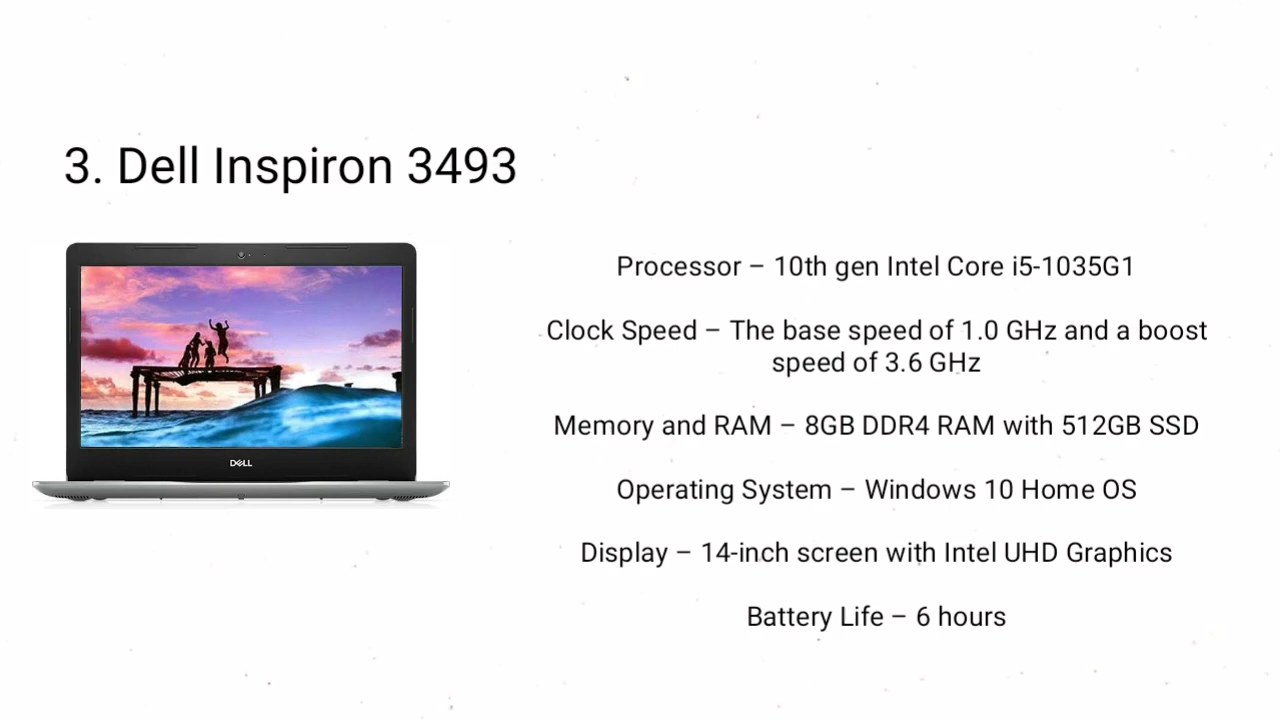 3. Dell Inspiron 3493
DELL
Processor – 10th gen Intel Core i5-1035G1
Clock Speed – The base speed of 1.0 GHz and a boost
speed of 3.6 GHz
Memory and RAM – 8GB DDR4 RAM with 512GB SSD
Operating System – Windows 10 Home OS
Display – 14-inch screen with Intel UHD Graphics
Battery Life – 6 hours